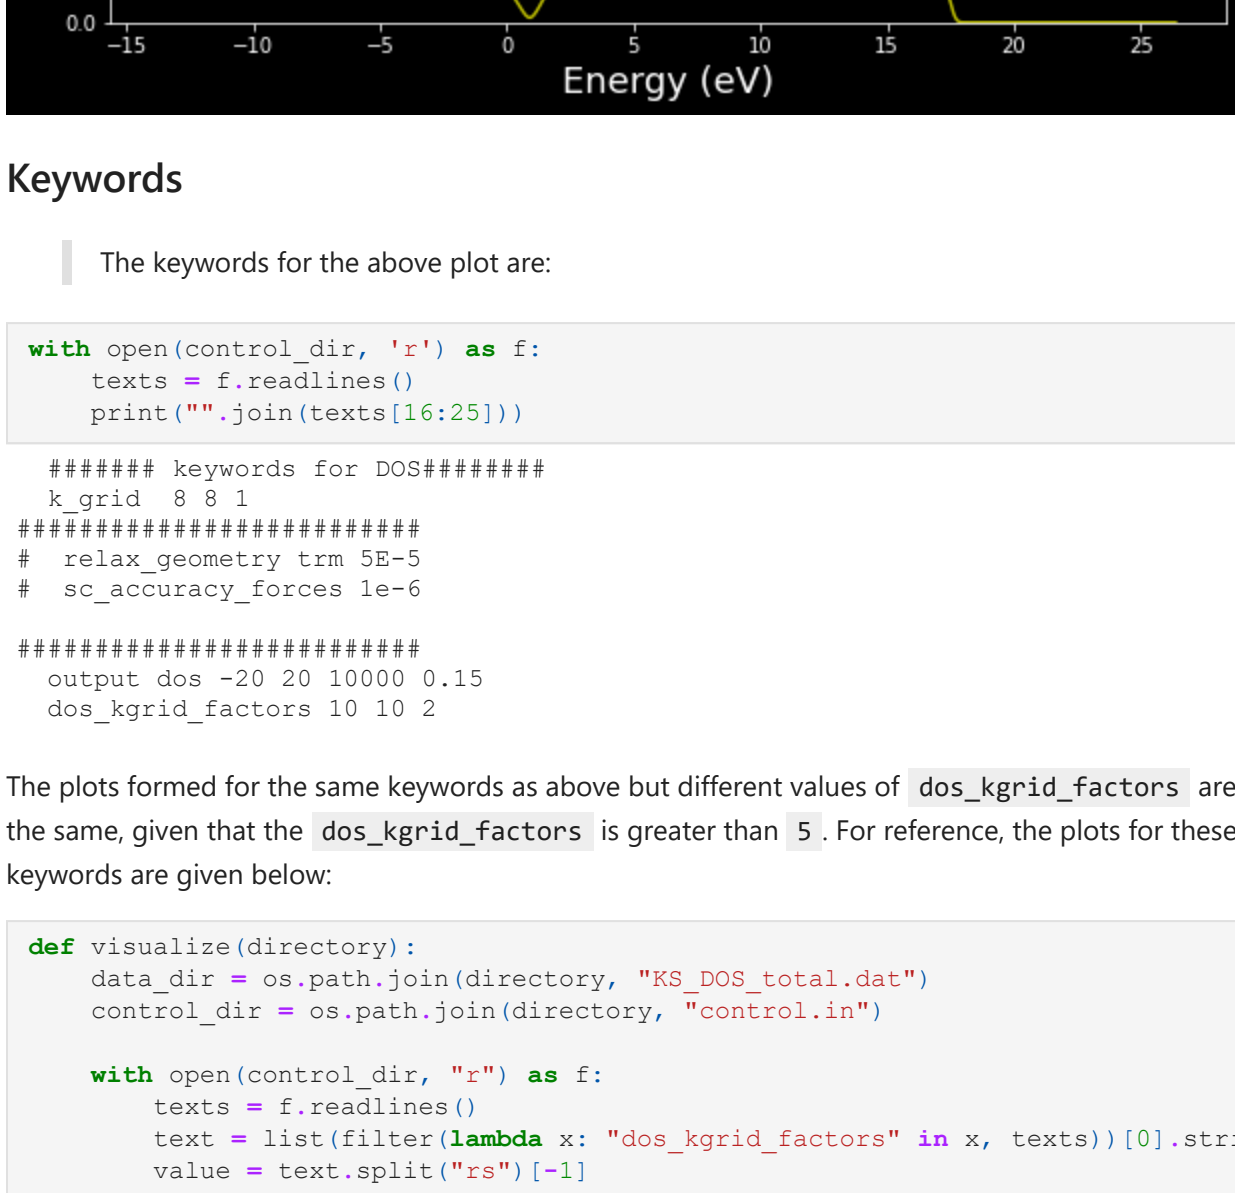 0.0
−15 −10 −5 0 5 10 15 20 25
Energy (eV)
Keywords
The keywords for the above plot are:
with open(control_dir, 'r') as f:
    texts = f.readlines()
    print("".join(texts[16:25]))
  ####### keywords for DOS########
  k_grid  8 8 1
##########################
#  relax_geometry trm 5E-5
#  sc_accuracy_forces 1e-6
##########################
  output dos -20 20 10000 0.15
  dos_kgrid_factors 10 10 2
The plots formed for the same keywords as above but different values of dos_kgrid_factors are
the same, given that the dos_kgrid_factors is greater than 5 . For reference, the plots for these
keywords are given below:
def visualize(directory):
    data_dir = os.path.join(directory, "KS_DOS_total.dat")
    control_dir = os.path.join(directory, "control.in")
    with open(control_dir, "r") as f:
        texts = f.readlines()
        text = list(filter(lambda x: "dos_kgrid_factors" in x, texts))[0].stri
        value = text.split("rs")[-1]